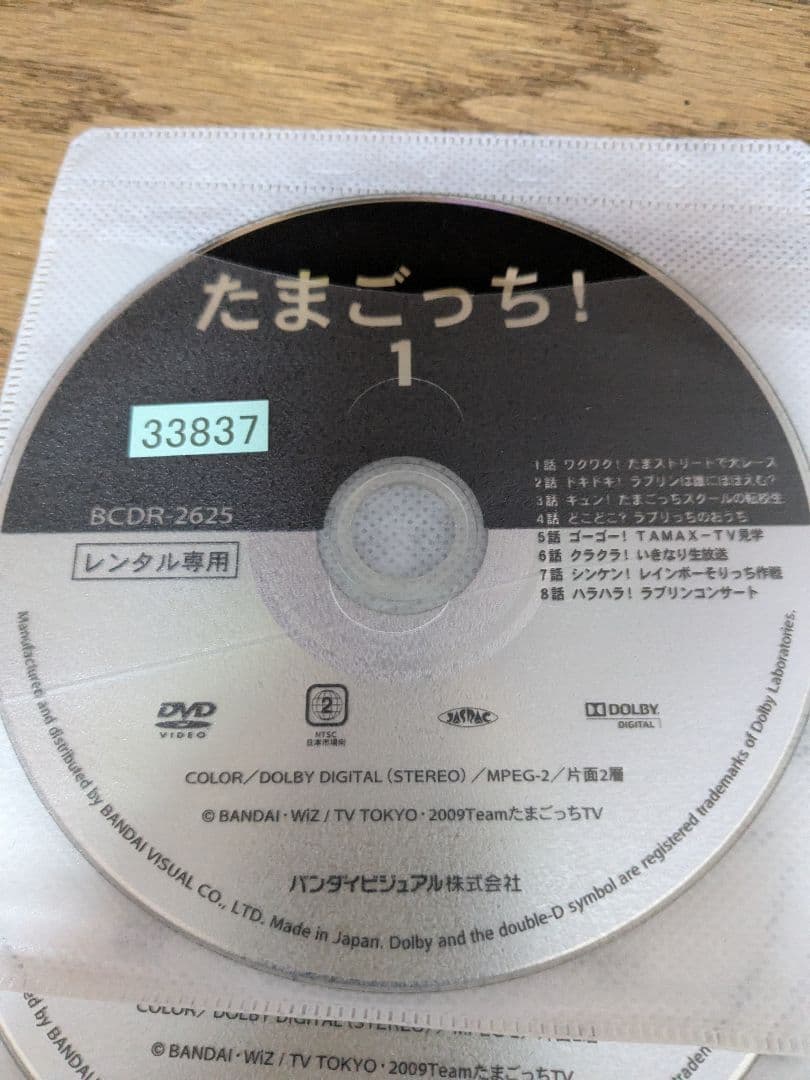 たまごっち!
1
33837
BCDR-2625
レンタル専用
1話 ワクワク! たまストリートで大レース
2話 ドキドキ! ラブリンは誰にほほえむ?
3話 キュン! たまごっちスクールの転校生
4話 どこどこ? ラブリっちのおうち
5話 ゴーゴー! TAMAX-TV見学
6話 クラクラ! いきなり生放送
7話 シンケン! レインボーそりっち作戦
8話 ハラハラ! ラブリンコンサート
DVD
VIDEO
2
NTSC
日本市場向
JASRAC
DOLBY
DIGITAL
COLOR/DOLBY DIGITAL (STEREO)/MPEG-2/片面2層
© BANDAI・WiZ / TV TOKYO・2009TeamたまごっちTV
バンダイビジュアル株式会社
Manufactured and distributed by BANDAI VISUAL CO., LTD. Made in Japan. Dolby and the double-D symbol are registered trademarks of Dolby Laboratories.
COLOR/ DOLBY DIGITAL (STEREO)
© BANDAI・WiZ / TV TOKYO・2009TeamたまごっちTV
ed by BANDAI